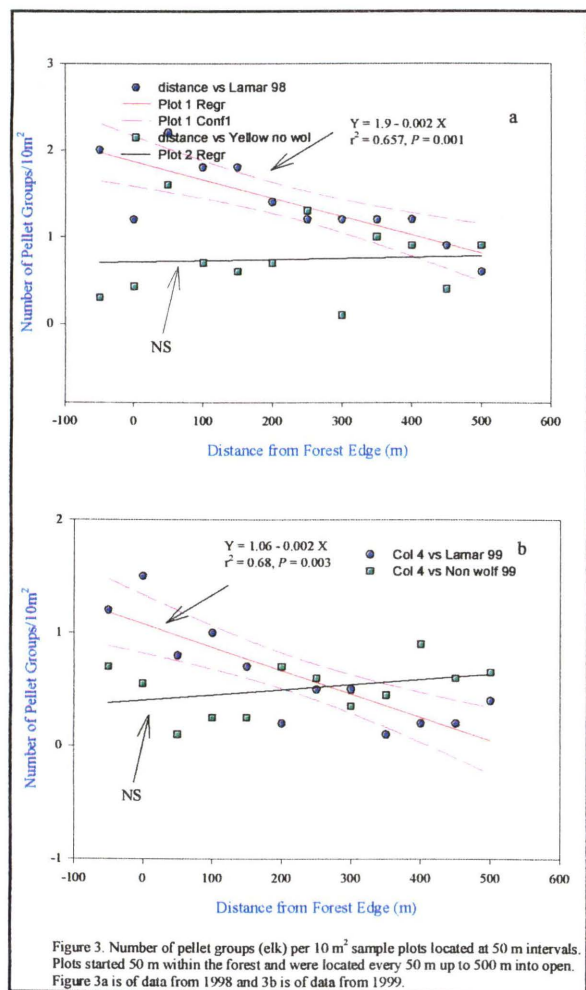 3
2
1
0
Number of Pellet Groups/10m²
distance vs Lamar 98
Plot 1 Regr
Plot 1 Conf1
distance vs Yellow no wol
Plot 2 Regr
Y = 1.9 - 0.002 X
r² = 0.657, P = 0.001
a
NS
-100 0 100 200 300 400 500 600
Distance from Forest Edge (m)
2
1
0
-1
Number of Pellet Groups/10m²
Y = 1.06 - 0.002 X
r² = 0.68, P = 0.003
Col 4 vs Lamar 99
Col 4 vs Non wolf 99
b
NS
-100 0 100 200 300 400 500 600
Distance from Forest Edge (m)
Figure 3. Number of pellet groups (elk) per 10 m² sample plots located at 50 m intervals.
Plots started 50 m within the forest and were located every 50 m up to 500 m into open.
Figure 3a is of data from 1998 and 3b is of data from 1999.